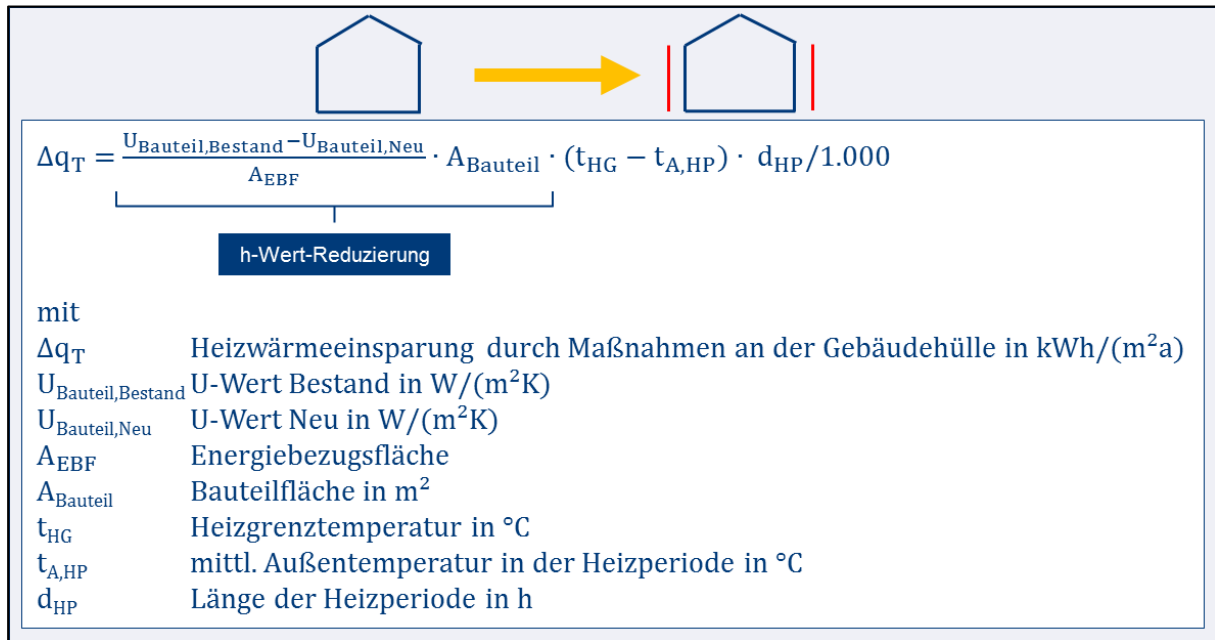 Δq_T = (U_Bauteil,Bestand − U_Bauteil,Neu)/A_EBF · A_Bauteil · (t_HG − t_A,HP) · d_HP/1.000
h-Wert-Reduzierung
mit
Δq_T Heizwärmeeinsparung durch Maßnahmen an der Gebäudehülle in kWh/(m²a)
U_Bauteil,Bestand U-Wert Bestand in W/(m²K)
U_Bauteil,Neu U-Wert Neu in W/(m²K)
A_EBF Energiebezugsfläche
A_Bauteil Bauteilfläche in m²
t_HG Heizgrenztemperatur in °C
t_A,HP mittl. Außentemperatur in der Heizperiode in °C
d_HP Länge der Heizperiode in h